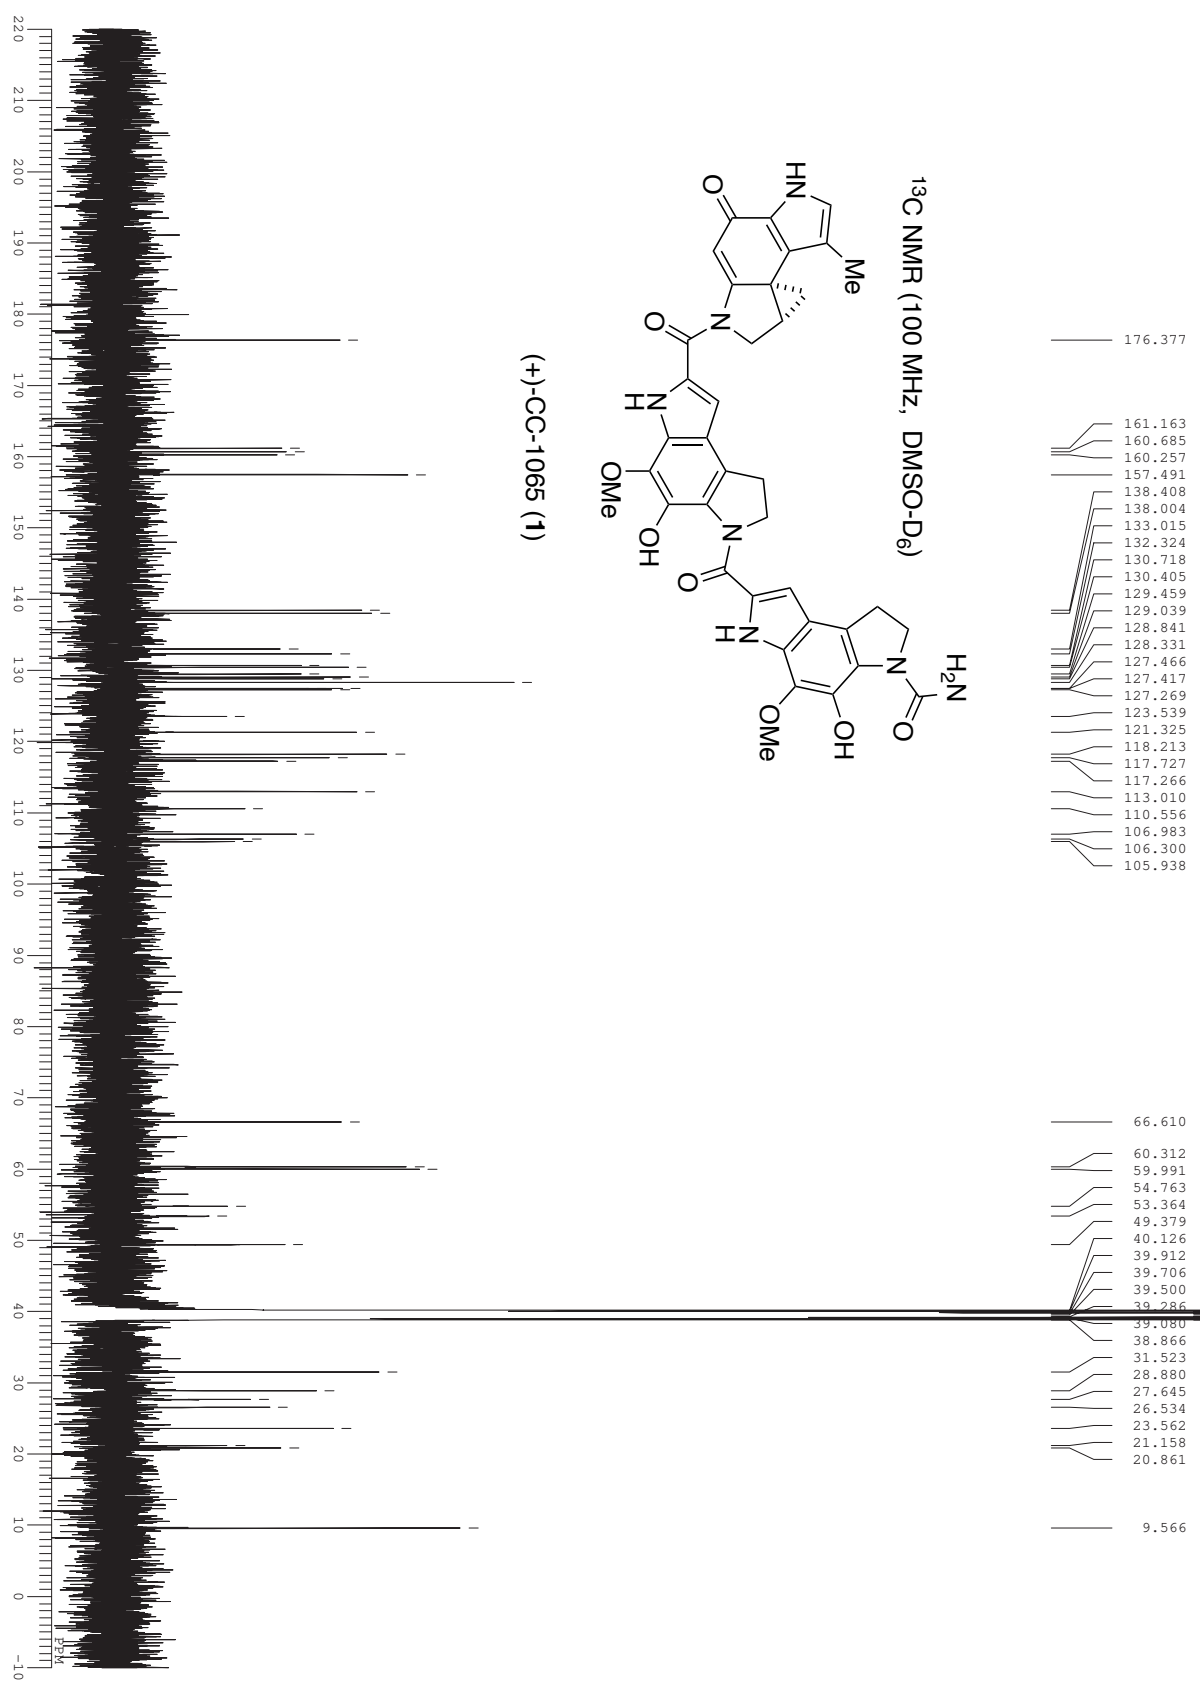 ¹³C NMR (100 MHz, DMSO-D₆)
Me
HN
O
N
O
N
H
OMe
OH
N
O
N
H
OMe
OH
N
H₂N
O
(+)-CC-1065 (1)
176.377
161.163
160.685
160.257
157.491
138.408
138.004
133.015
132.324
130.718
130.405
129.459
129.039
128.841
128.331
127.466
127.417
127.269
123.539
121.325
118.213
117.727
117.266
113.010
110.556
106.983
106.300
105.938
66.610
60.312
59.991
54.763
53.364
49.379
40.126
39.912
39.706
39.500
39.286
39.080
38.866
31.523
28.880
27.645
26.534
23.562
21.158
20.861
9.566
220 210 200 190 180 170 160 150 140 130 120 110 100 90 80 70 60 50 40 30 20 10 0 -10
PPM